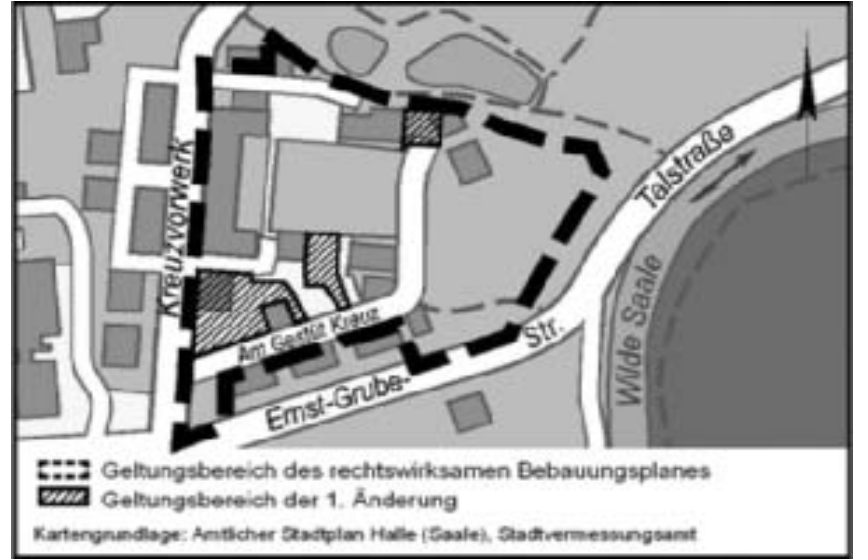 Kreuzvorwerk
Talstraße
Wilde Saale
Am Gestüt Kreuz
Ernst-Grube-
Str.
Geltungsbereich des rechtswirksamen Bebauungsplanes
Geltungsbereich der 1. Änderung
Kartengrundlage: Amtlicher Stadtplan Halle (Saale), Stadtvermessungsamt